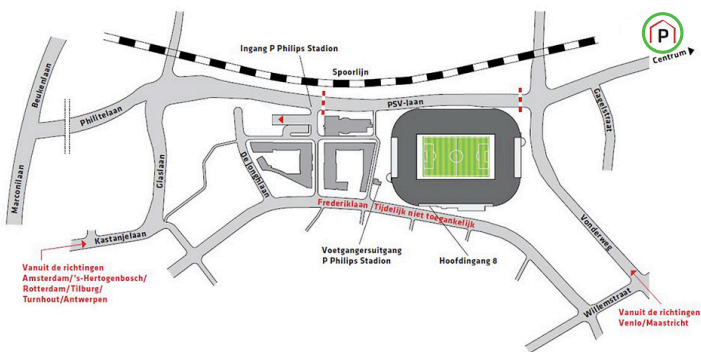 P
Centrum
Ingang P Philips Stadion
Spoorlijn
PSV-laan
Gagelstraat
Beukenlaan
Philitelaan
Glaslaan
De Jonghlaan
Marconilaan
Frederiklaan Tijdelijk niet toegankelijk
Kastanjelaan
Vonderweg
Voetgangersuitgang
P Philips Stadion
Hoofdingang 8
Vanuit de richtingen
Amsterdam/'s-Hertogenbosch/
Rotterdam/Tilburg/
Turnhout/Antwerpen
Willemstraat
Vanuit de richtingen
Venlo/Maastricht